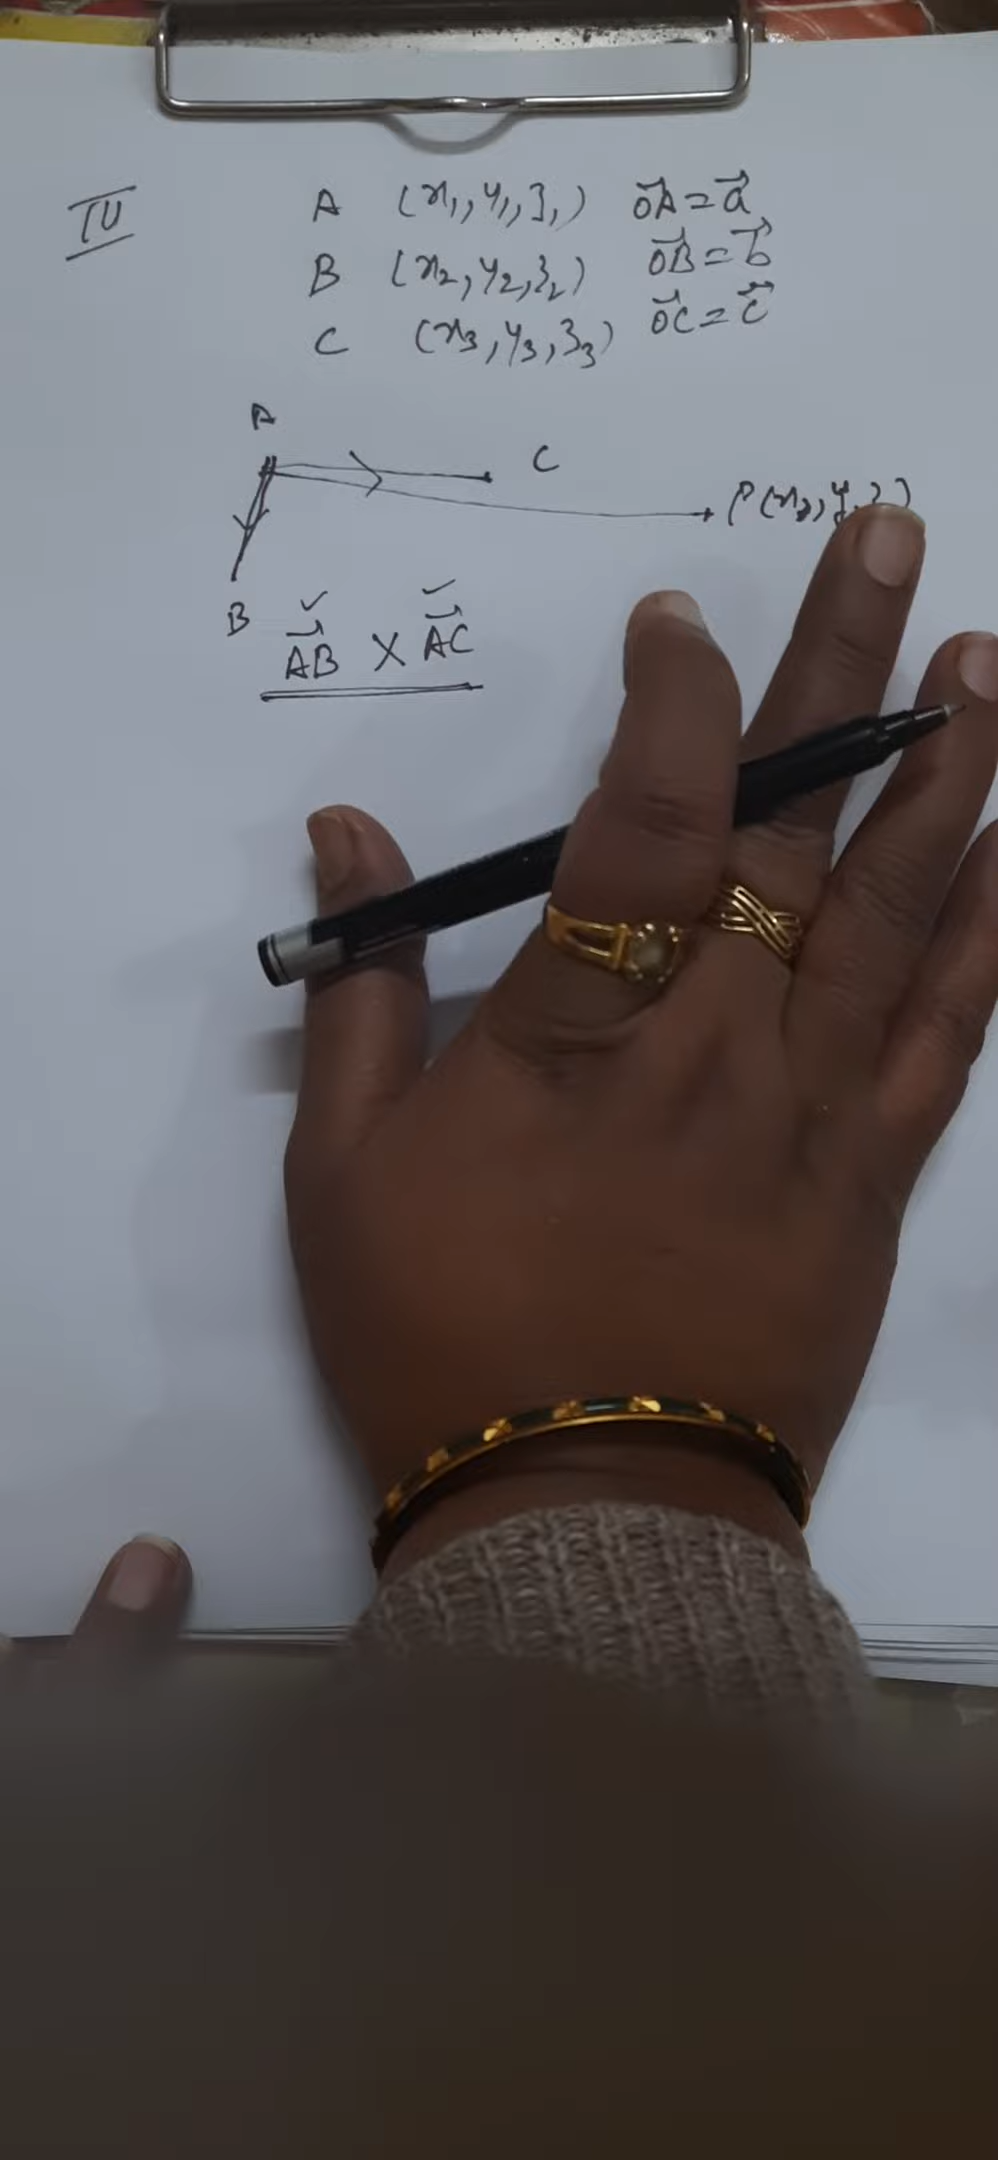 IV
A (x₁, y₁, z₁) →OA = →a
B (x₂, y₂, z₂) →OB = →b
C (x₃, y₃, z₃) →OC = →c
A
C
P(x, y, z)
B
→AB × →AC